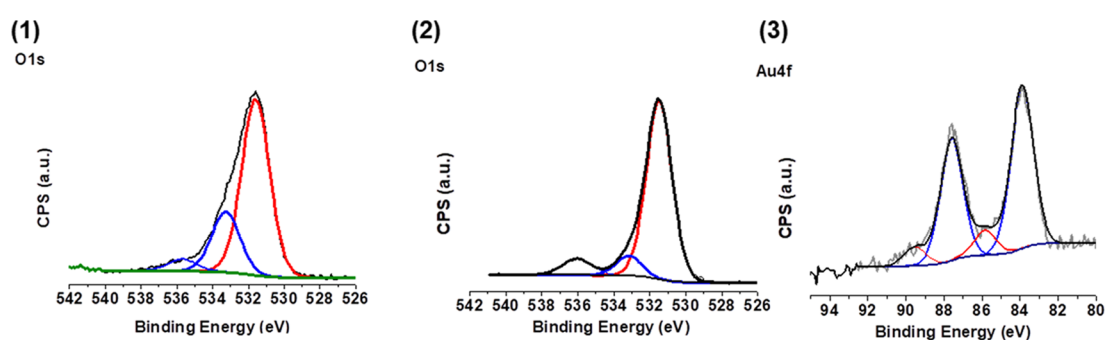 (1)
O1s
CPS (a.u.)
542 540 538 536 534 532 530 528 526
Binding Energy (eV)
(2)
O1s
CPS (a.u.)
542 540 538 536 534 532 530 528 526
Binding Energy (eV)
(3)
Au4f
CPS (a.u.)
94 92 90 88 86 84 82 80
Binding Energy (eV)